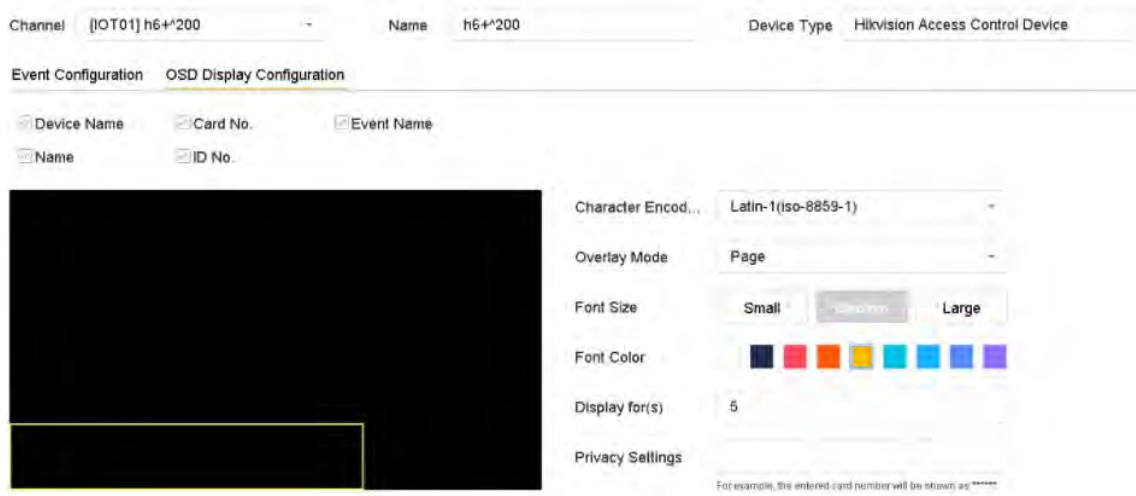 Channel [IOT01] h6+^200 Name h6+^200 Device Type Hikvision Access Control Device
Event Configuration OSD Display Configuration
Device Name Card No. Event Name
Name ID No.
Character Encod...
Latin-1(iso-8859-1)
Overlay Mode Page
Font Size Small Medium Large
Font Color
Display for(s) 5
Privacy Settings
For example, the entered card number will be shown as ******